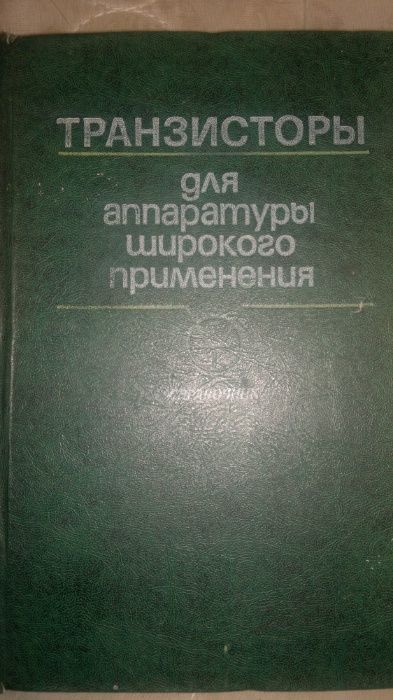 ТРАНЗИСТОРЫ
для
аппаратуры
широкого
применения
СПРАВОЧНИК